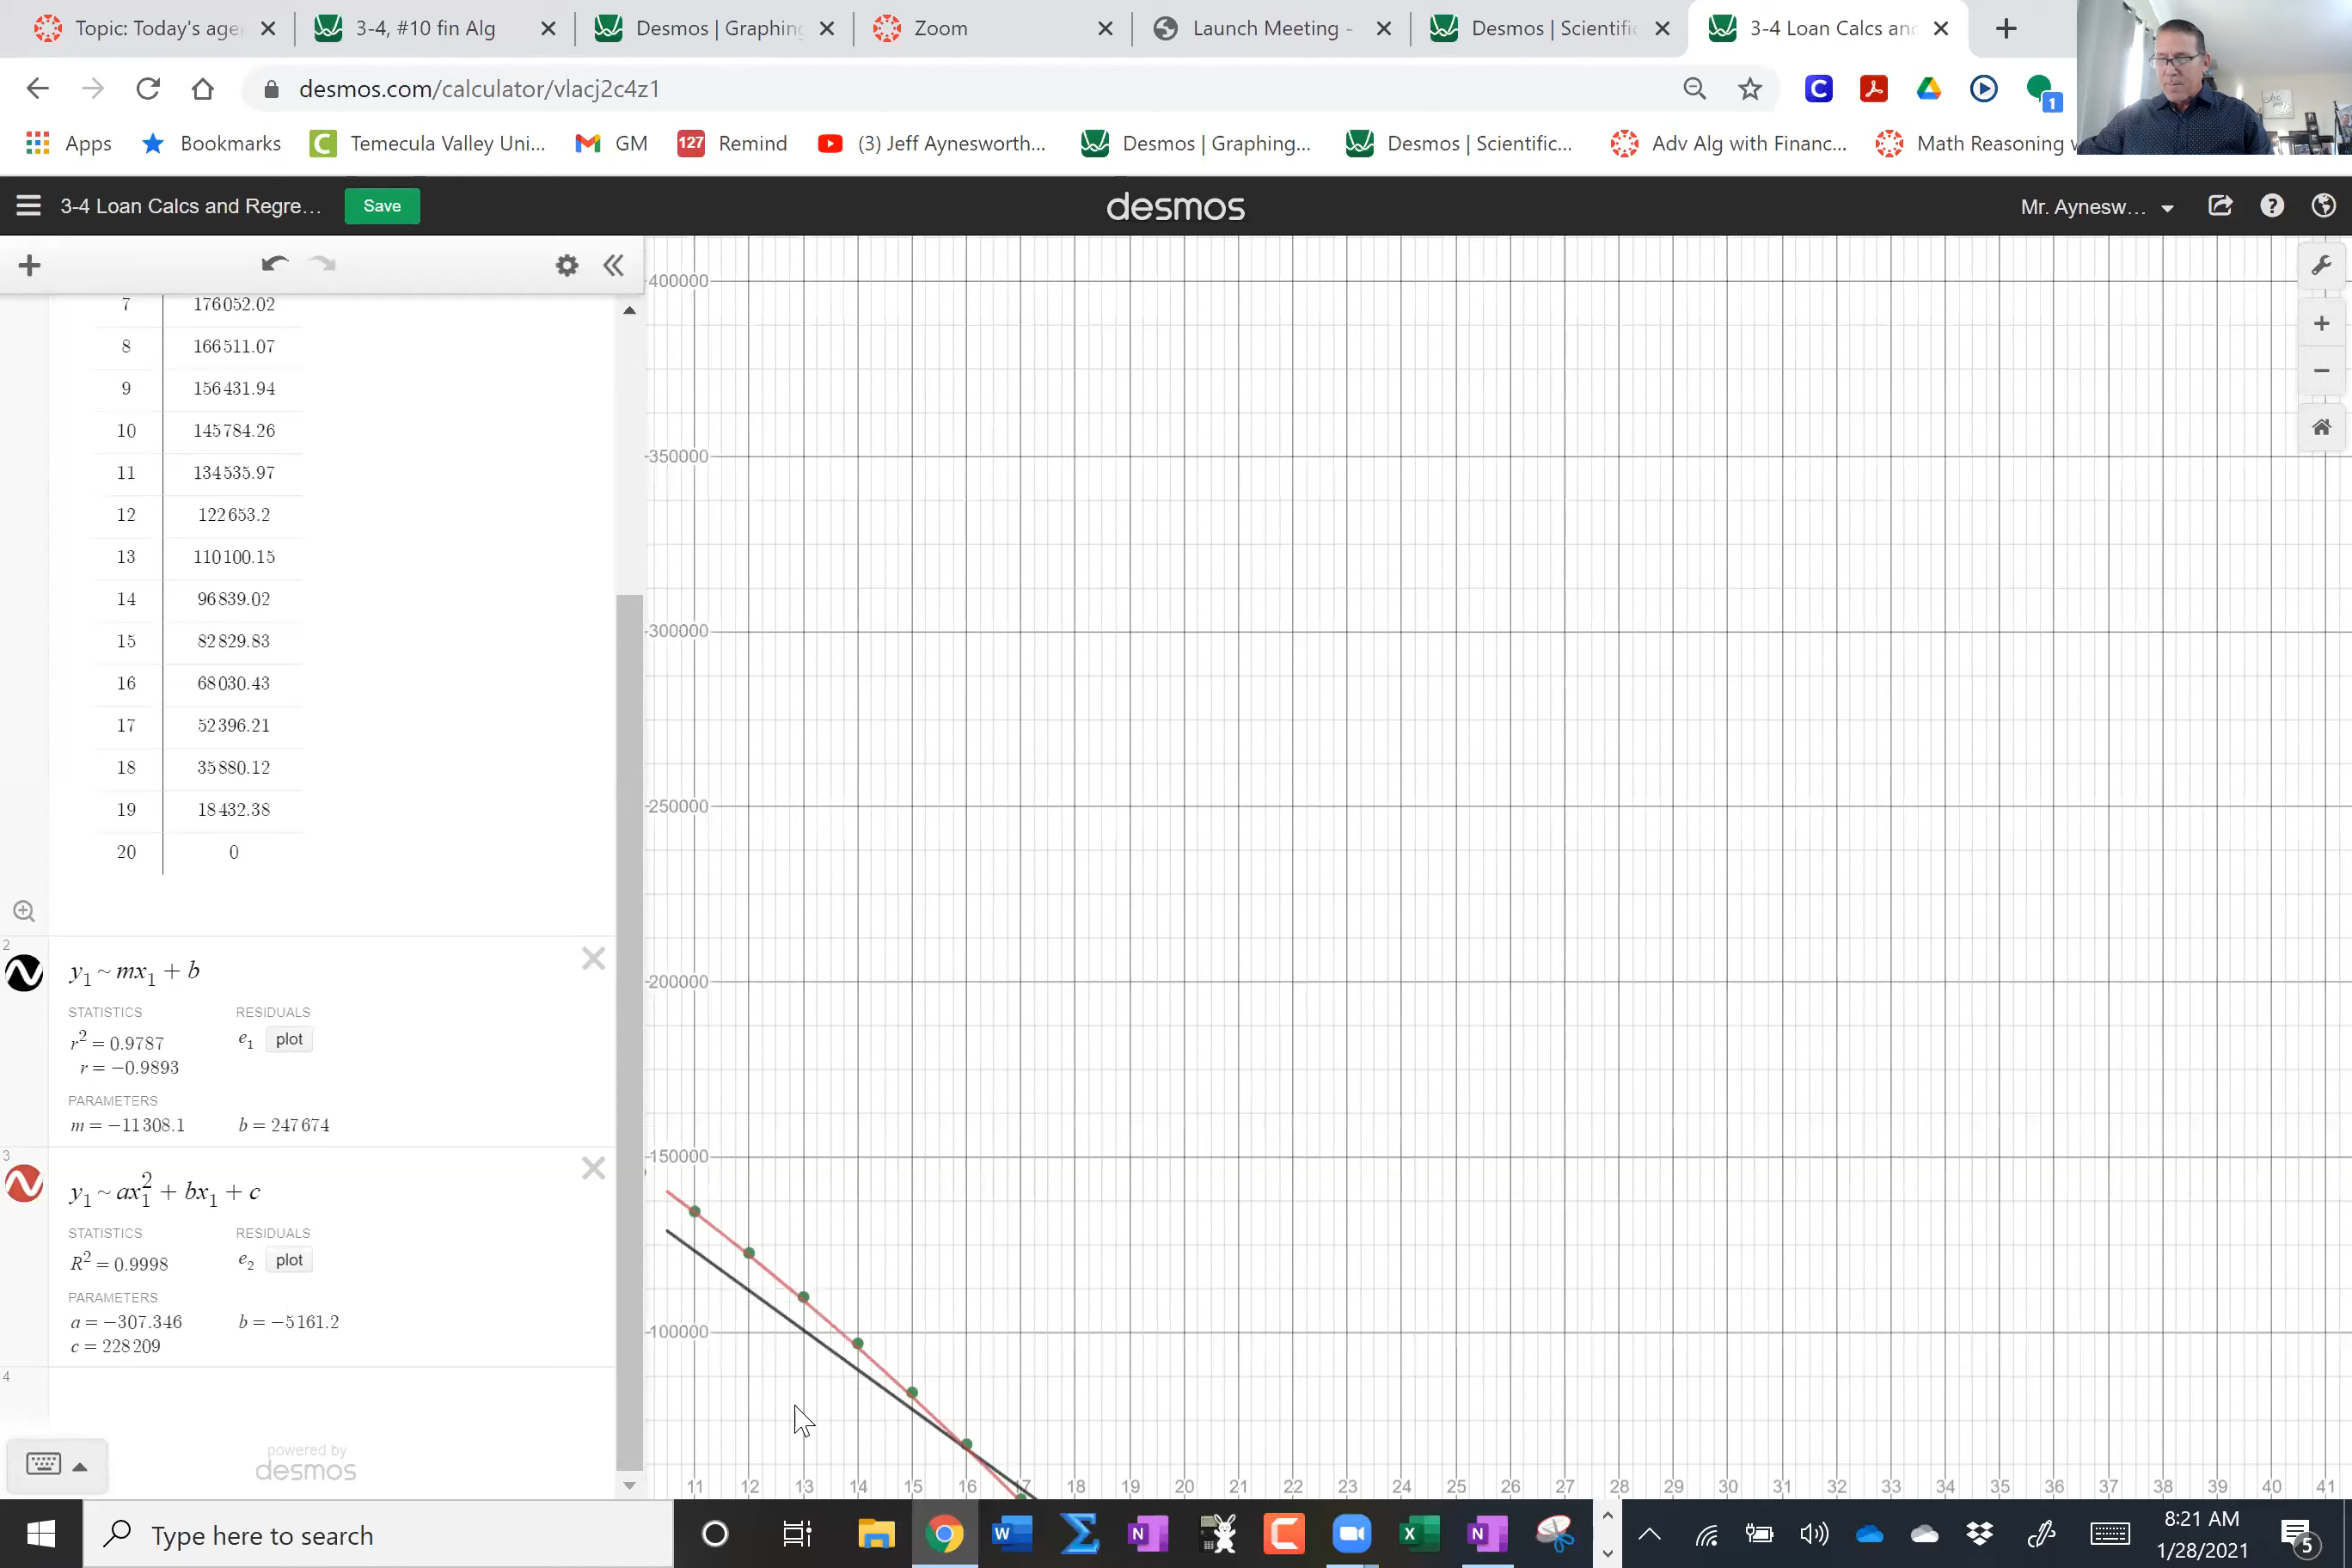 Topic: Today's age
3-4, #10 fin Alg
Desmos | Graphing
Zoom
Launch Meeting -
Desmos | Scientific
3-4 Loan Calcs and
desmos.com/calculator/vlacj2c4z1
1
Apps
Bookmarks
Temecula Valley Uni...
GM
127 Remind
(3) Jeff Aynesworth...
Desmos | Graphing...
Desmos | Scientific...
Adv Alg with Financ...
Math Reasoning
3-4 Loan Calcs and Regre...
Save
desmos
Mr. Aynesw...
7 176052.02
8 166511.07
9 156431.94
10 145784.26
11 134535.97
12 122653.2
13 110100.15
14 96839.02
15 82829.83
16 68030.43
17 52396.21
18 35880.12
19 18432.38
20 0
2
y₁ ~ mx₁ + b
STATISTICS RESIDUALS
r² = 0.9787 e₁ plot
r = −0.9893
PARAMETERS
m = −11308.1 b = 247674
3
y₁ ~ ax₁² + bx₁ + c
STATISTICS RESIDUALS
R² = 0.9998 e₂ plot
PARAMETERS
a = −307.346 b = −5161.2
c = 228209
4
powered by
desmos
400000
350000
300000
250000
200000
150000
100000
11 12 13 14 15 16 17 18 19 20 21 22 23 24 25 26 27 28 29 30 31 32 33 34 35 36 37 38 39 40 41
Type here to search
8:21 AM
1/28/2021
5